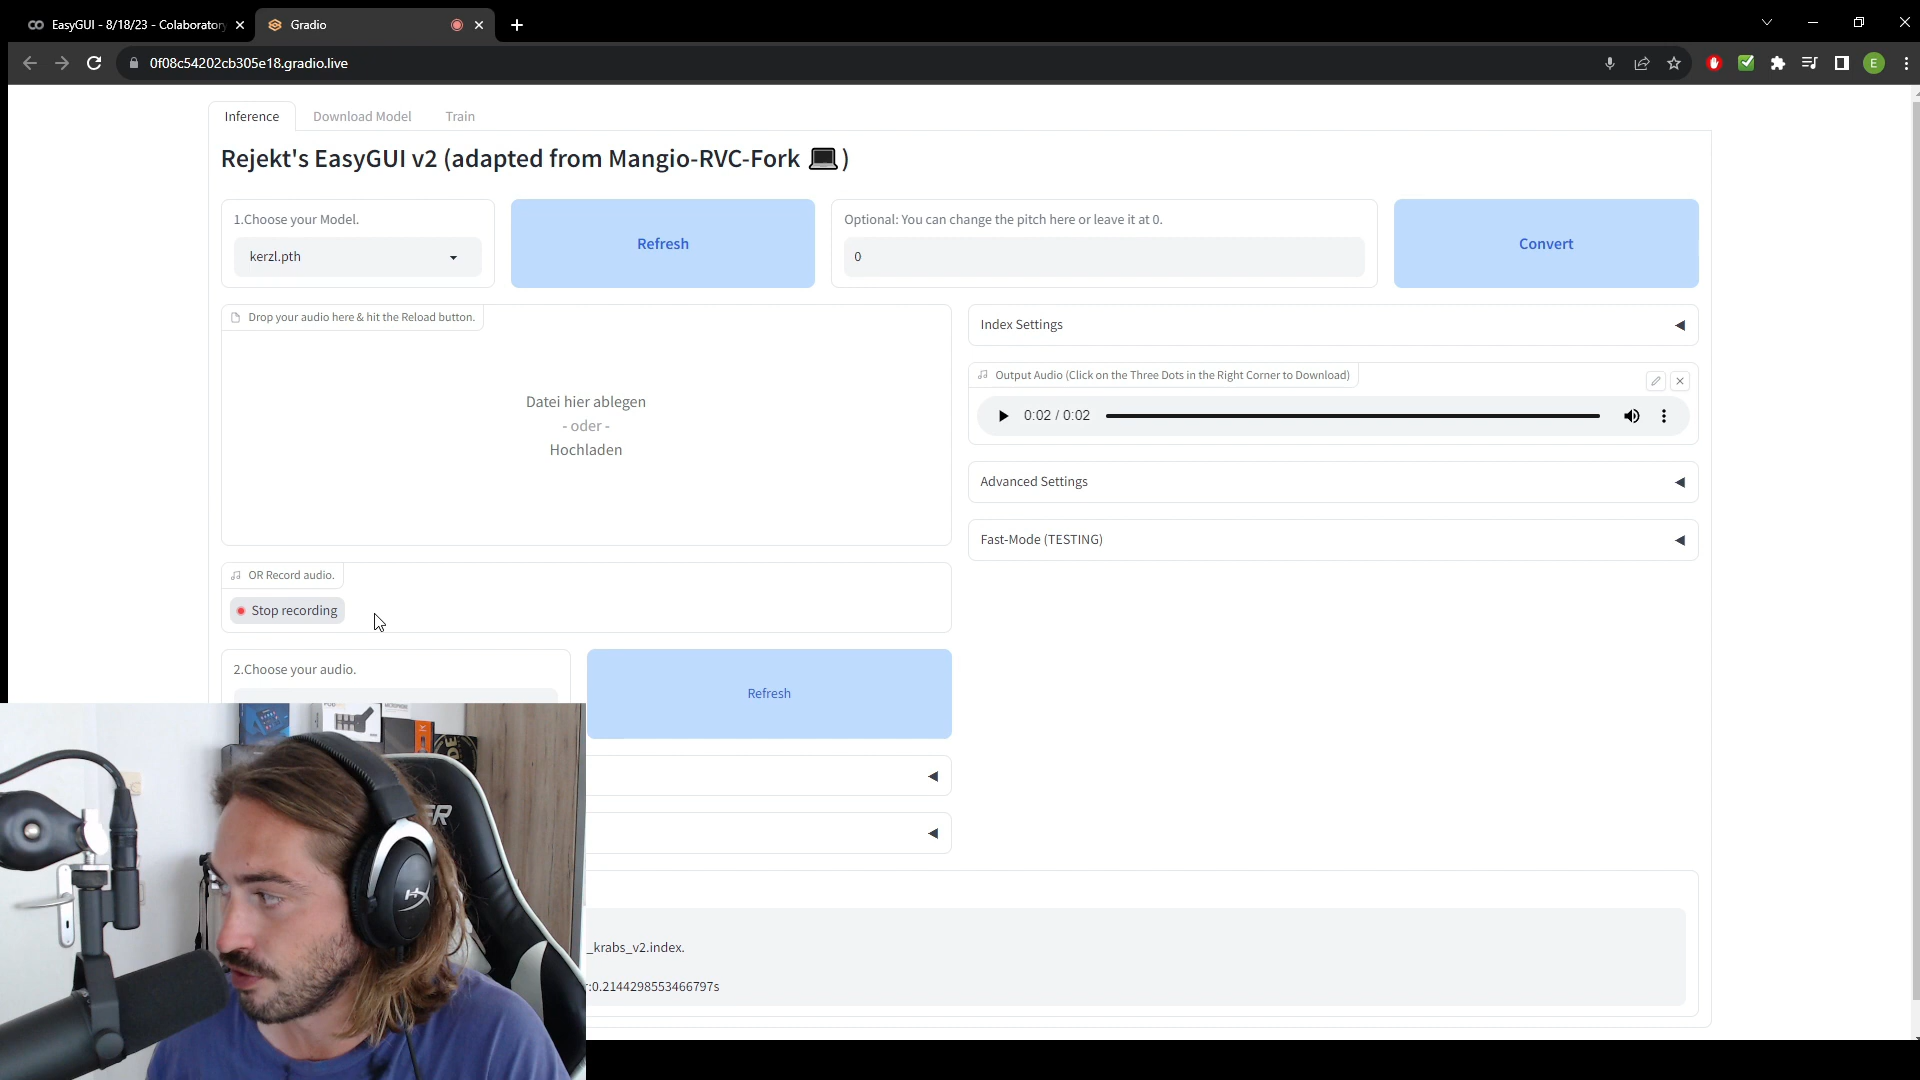 EasyGUI - 8/18/23 - Colaboratory
Gradio
0f08c54202cb305e18.gradio.live
E
Inference
Download Model
Train
Rejekt's EasyGUI v2 (adapted from Mangio-RVC-Fork 💻)
1.Choose your Model.
kerzl.pth
Refresh
Optional: You can change the pitch here or leave it at 0.
0
Convert
Drop your audio here & hit the Reload button.
Datei hier ablegen
- oder -
Hochladen
Index Settings
Output Audio (Click on the Three Dots in the Right Corner to Download)
0:02 / 0:02
Advanced Settings
Fast-Mode (TESTING)
OR Record audio.
Stop recording
2.Choose your audio.
Refresh
_krabs_v2.index.
:0.2144298553466797s